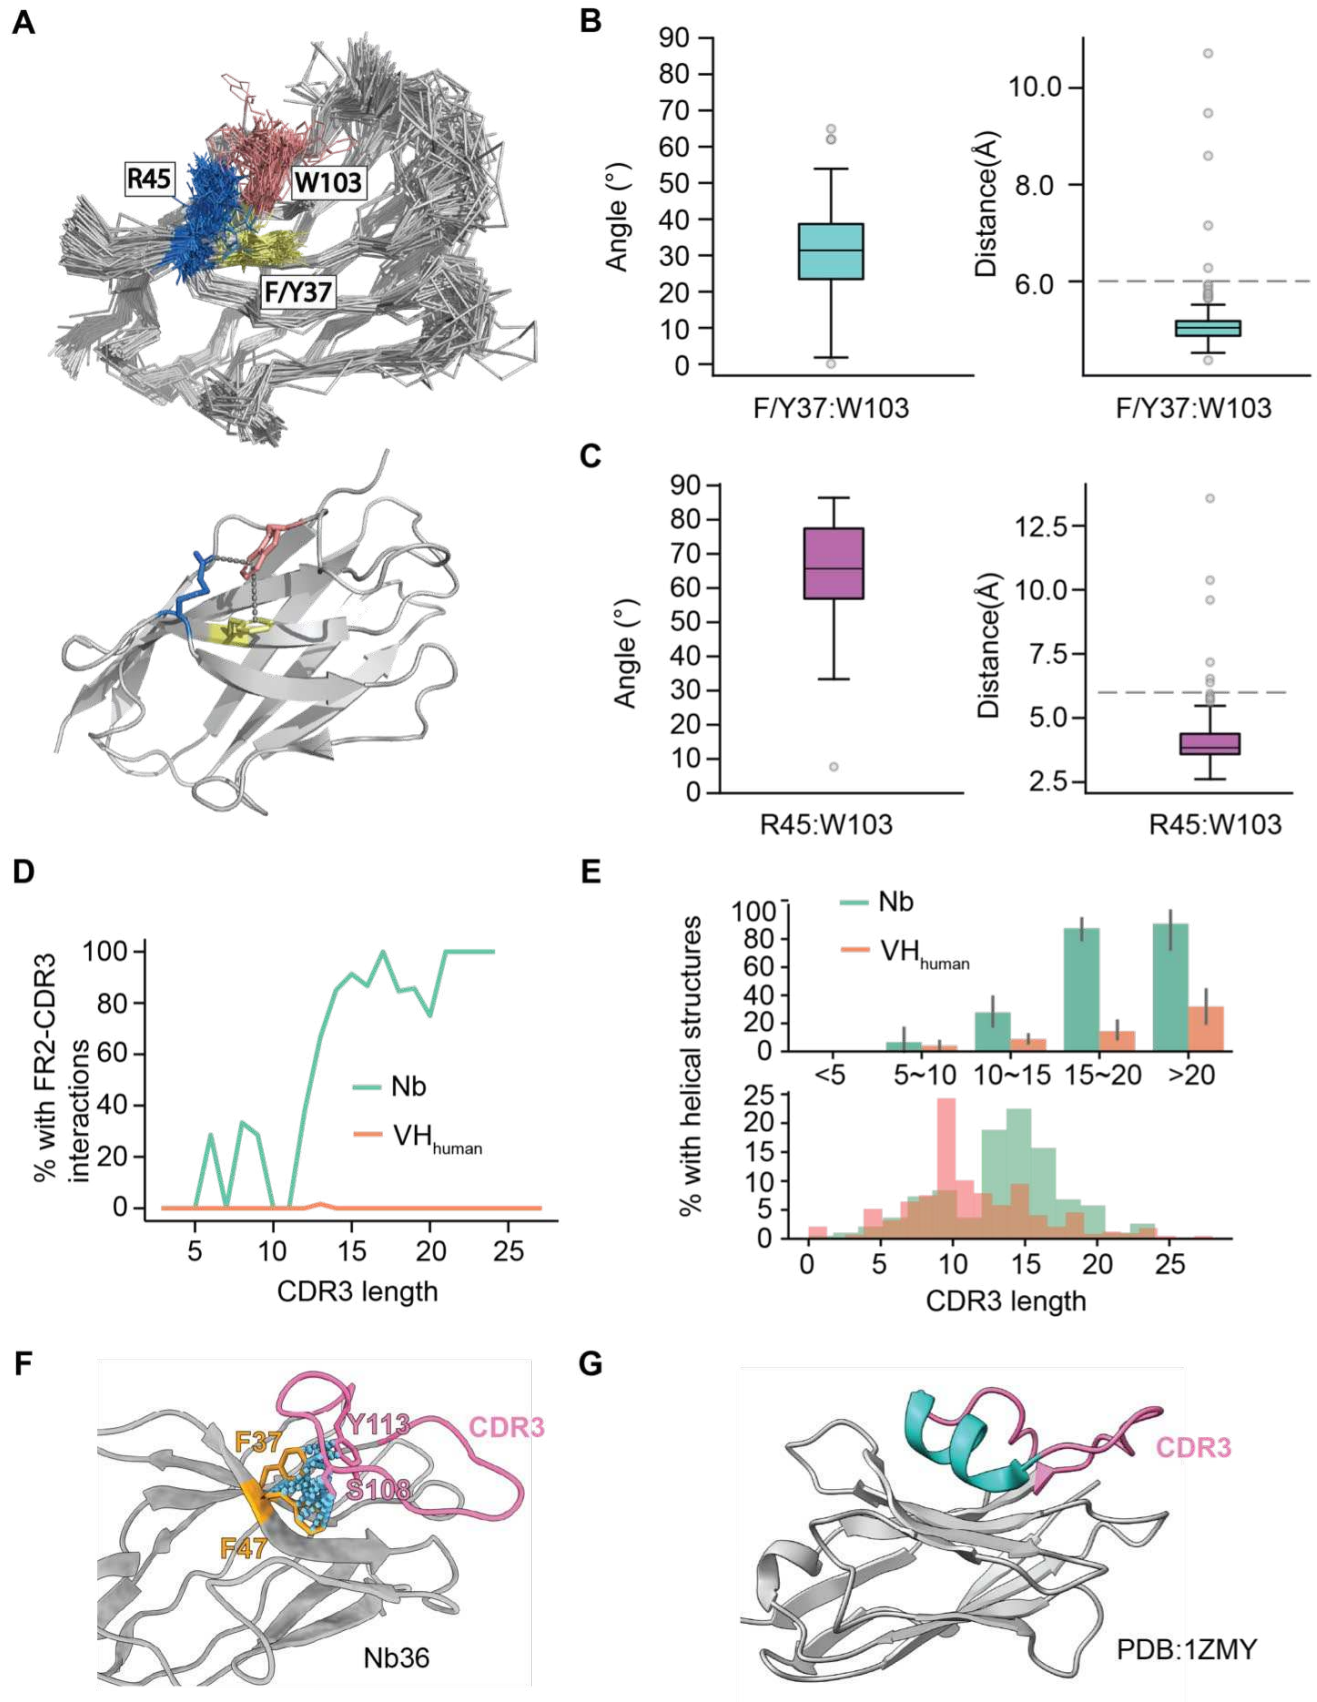 A
R45
W103
F/Y37
B
90
80
70
60
50
40
30
20
10
0
Angle (°)
F/Y37:W103
10.0
8.0
6.0
Distance(Å)
F/Y37:W103
C
90
80
70
60
50
40
30
20
10
0
Angle (°)
R45:W103
12.5
10.0
7.5
5.0
2.5
Distance(Å)
R45:W103
D
100
80
60
40
20
0
% with FR2-CDR3
interactions
Nb
VHhuman
5 10 15 20 25
CDR3 length
E
Nb
VHhuman
100
80
60
40
20
0
<5 5~10 10~15 15~20 >20
% with helical structures
25
20
15
10
5
0
0 5 10 15 20 25
CDR3 length
F
F37
Y113
CDR3
S108
F47
Nb36
G
CDR3
PDB:1ZMY